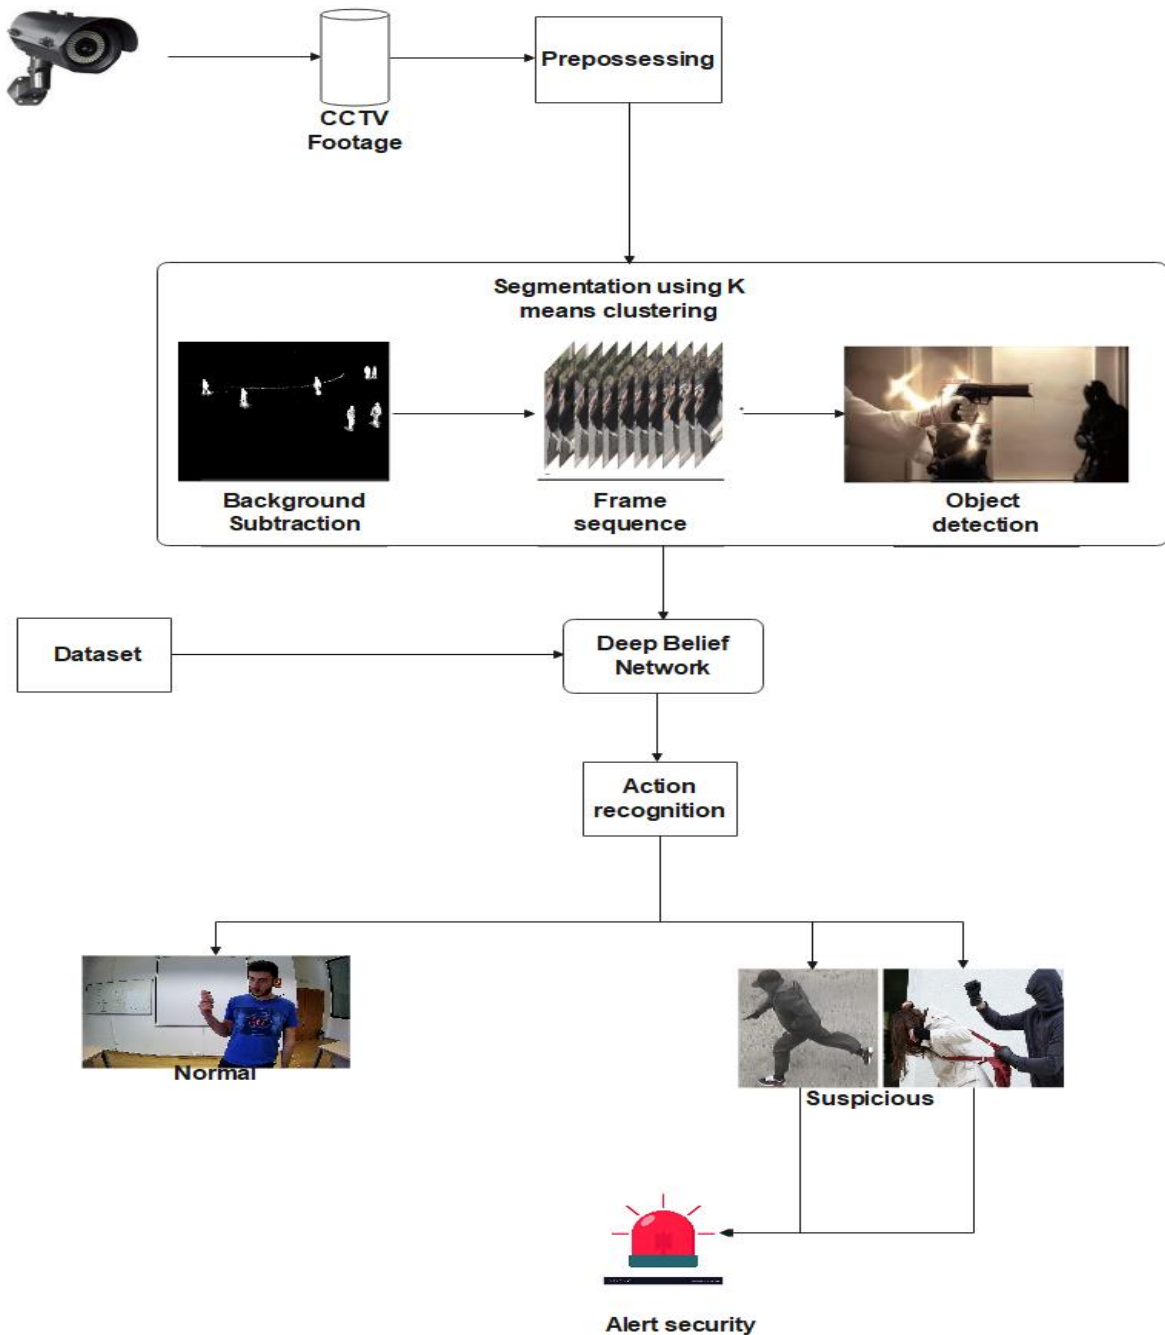 Prepossessing
CCTV
Footage
Segmentation using K
means clustering
Background
Subtraction
Frame
sequence
Object
detection
Dataset
Deep Belief
Network
Action
recognition
Normal
Suspicious
Alert security